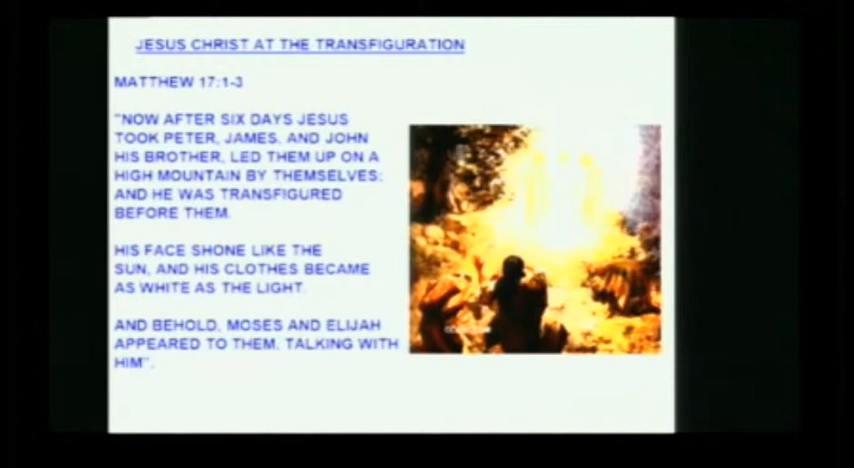 JESUS CHRIST AT THE TRANSFIGURATION
MATTHEW 17:1-3
"NOW AFTER SIX DAYS JESUS
TOOK PETER, JAMES, AND JOHN
HIS BROTHER, LED THEM UP ON A
HIGH MOUNTAIN BY THEMSELVES;
AND HE WAS TRANSFIGURED
BEFORE THEM.
HIS FACE SHONE LIKE THE
SUN, AND HIS CLOTHES BECAME
AS WHITE AS THE LIGHT.
AND BEHOLD, MOSES AND ELIJAH
APPEARED TO THEM, TALKING WITH
HIM".